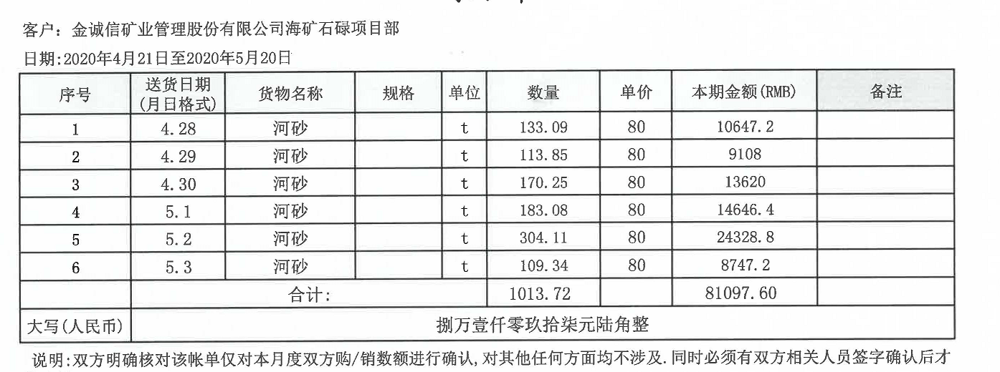 客户: 金诚信矿业管理股份有限公司海矿石碌项目部
日期:2020年4月21日至2020年5月20日
序号 送货日期(月日格式) 货物名称 规格 单位 数量 单价 本期金额(RMB) 备注
1 4.28 河砂 t 133.09 80 10647.2
2 4.29 河砂 t 113.85 80 9108
3 4.30 河砂 t 170.25 80 13620
4 5.1 河砂 t 183.08 80 14646.4
5 5.2 河砂 t 304.11 80 24328.8
6 5.3 河砂 t 109.34 80 8747.2
合计: 1013.72 81097.60
大写(人民币) 捌万壹仟零玖拾柒元陆角整
说明:双方明确核对该帐单仅对本月度双方购/销数额进行确认,对其他任何方面均不涉及.同时必须有双方相关人员签字确认后才